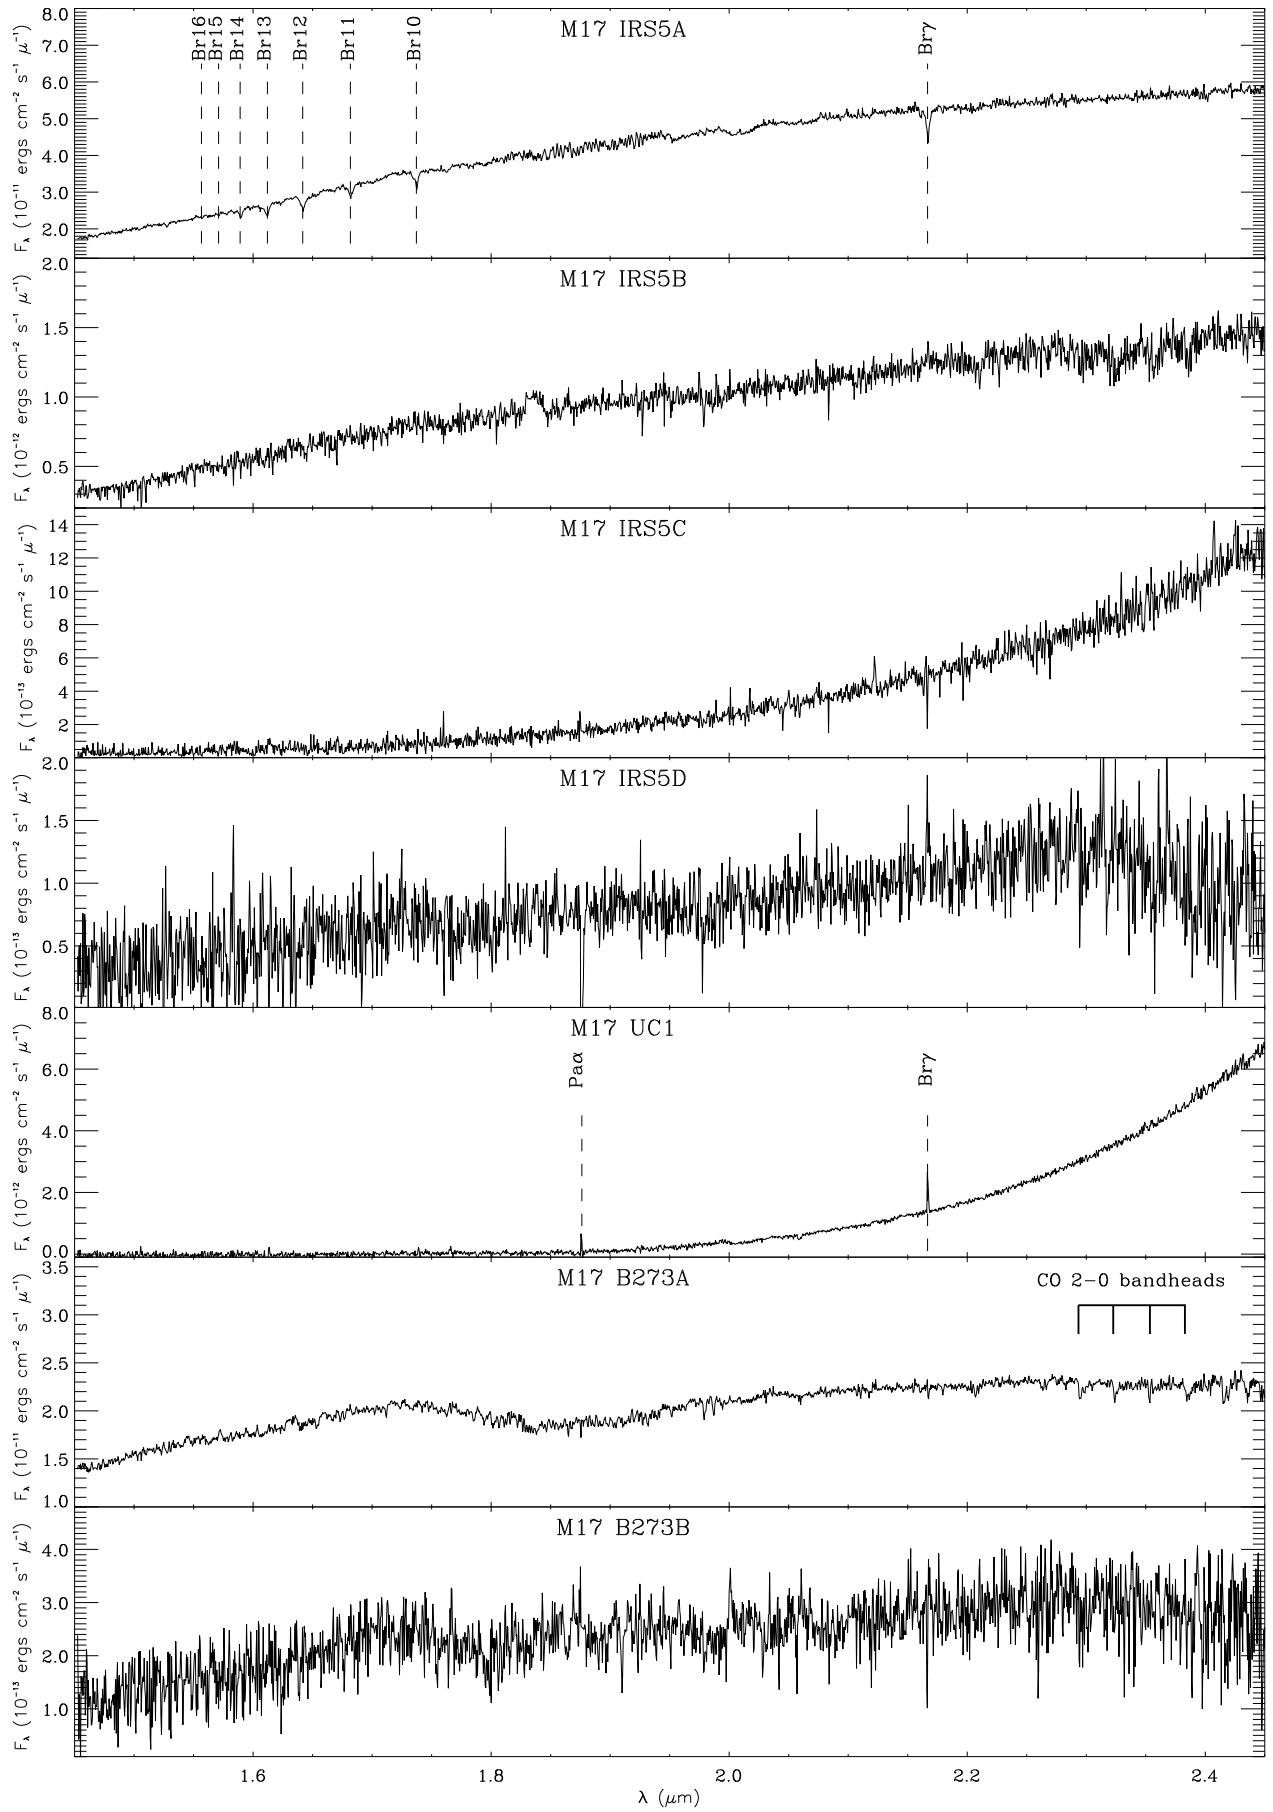 Br16 Br15 Br14 Br13 Br12 Br11 Br10 Brγ
M17 IRS5A
8.0
7.0
6.0
5.0
4.0
3.0
2.0
F_λ (10⁻¹¹ ergs cm⁻² s⁻¹ μ⁻¹)
M17 IRS5B
2.0
1.5
1.0
0.5
F_λ (10⁻¹² ergs cm⁻² s⁻¹ μ⁻¹)
M17 IRS5C
14
12
10
8
6
4
2
F_λ (10⁻¹³ ergs cm⁻² s⁻¹ μ⁻¹)
M17 IRS5D
2.0
1.5
1.0
0.5
F_λ (10⁻¹³ ergs cm⁻² s⁻¹ μ⁻¹)
M17 UC1
Paα Brγ
8.0
6.0
4.0
2.0
0.0
F_λ (10⁻¹² ergs cm⁻² s⁻¹ μ⁻¹)
M17 B273A
CO 2-0 bandheads
3.5
3.0
2.5
2.0
1.5
1.0
F_λ (10⁻¹¹ ergs cm⁻² s⁻¹ μ⁻¹)
M17 B273B
4.0
3.0
2.0
1.0
F_λ (10⁻¹³ ergs cm⁻² s⁻¹ μ⁻¹)
1.6 1.8 2.0 2.2 2.4
λ (μm)